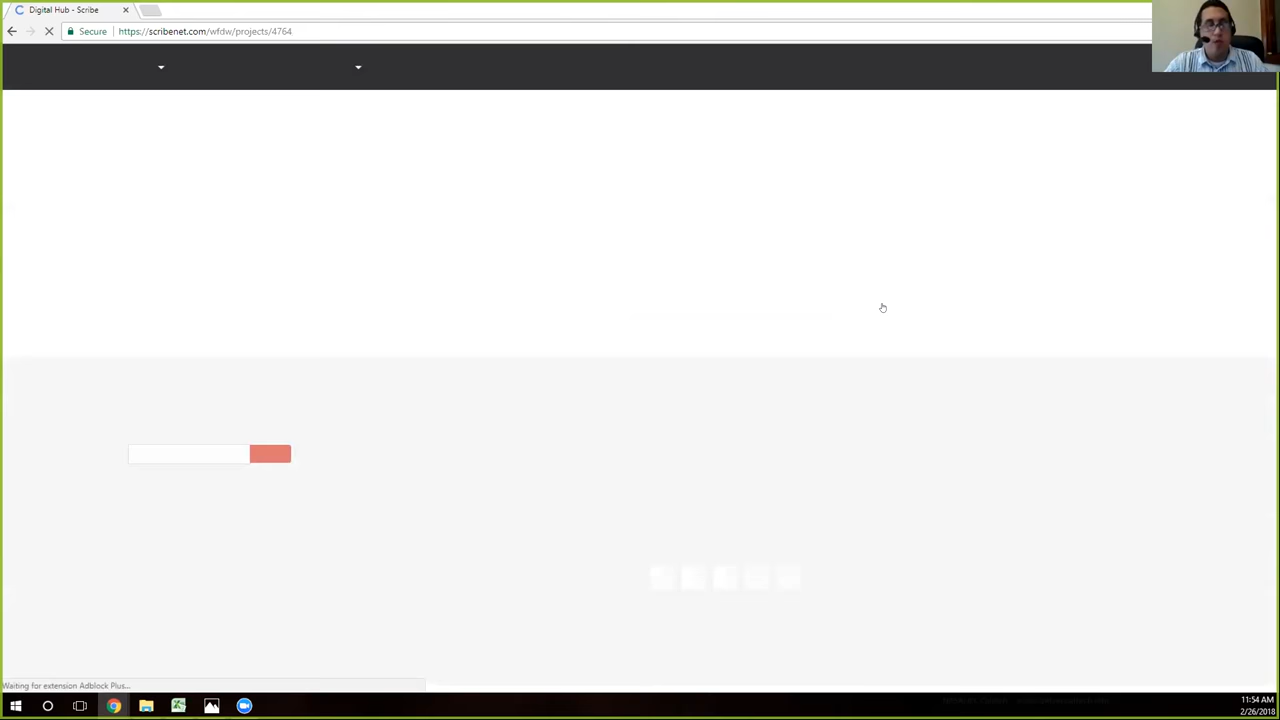 Digital Hub - Scribe
Secure
https://scribenet.com/wfdw/projects/4764
Waiting for extension Adblock Plus...
11:54 AM
2/26/2018